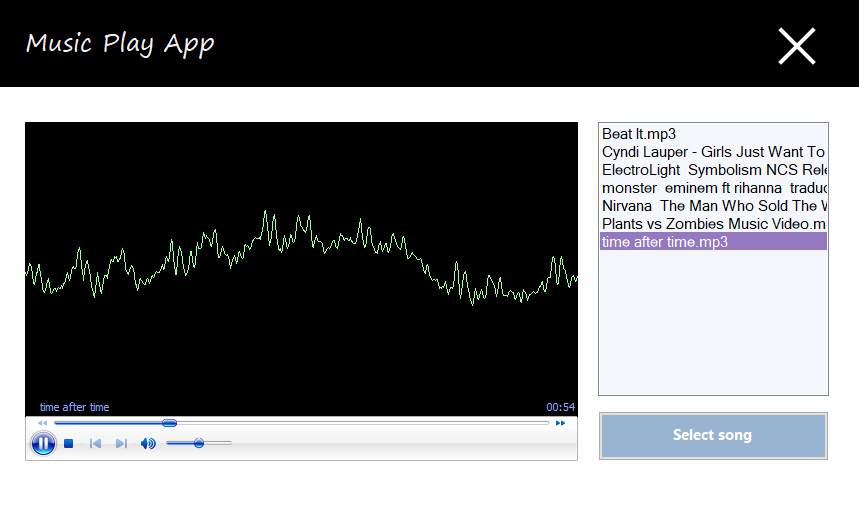 Music Play App
Beat It.mp3
Cyndi Lauper - Girls Just Want To
ElectroLight Symbolism NCS Rele
monster eminem ft rihanna traduc
Nirvana The Man Who Sold The
Plants vs Zombies Music Video.m
time after time.mp3
time after time
00:54
Select song